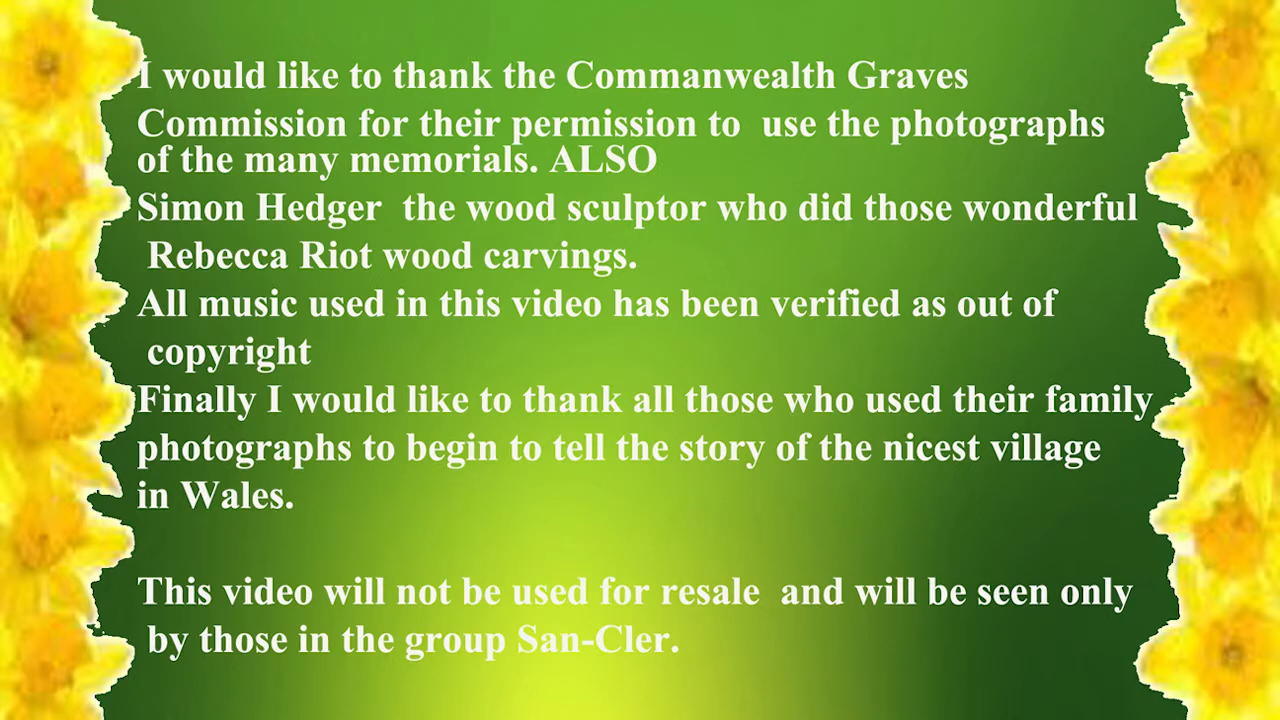 I would like to thank the Commanwealth Graves
Commission for their permission to use the photographs
of the many memorials. ALSO
Simon Hedger the wood sculptor who did those wonderful
Rebecca Riot wood carvings.
All music used in this video has been verified as out of
copyright
Finally I would like to thank all those who used their family
photographs to begin to tell the story of the nicest village
in Wales.
This video will not be used for resale and will be seen only
by those in the group San-Cler.